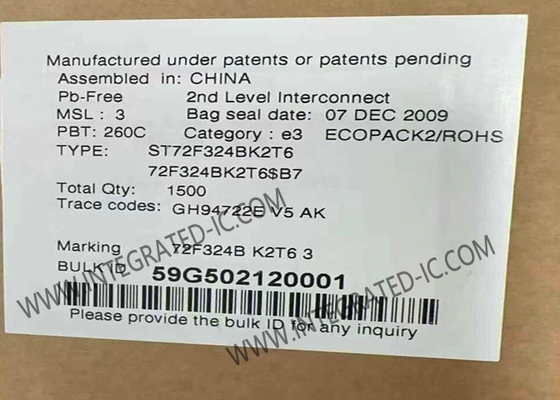 Manufactured under patents or patents pending
Assembled in: CHINA
Pb-Free 2nd Level Interconnect
MSL : 3 Bag seal date: 07 DEC 2009
PBT: 260C Category : e3 ECOPACK2/ROHS
TYPE: ST72F324BK2T6
72F324BK2T6$B7
Total Qty: 1500
Trace codes: GH94722E V5 AK
Marking 72F324B K2T6 3
BULK ID 59G502120001
Please provide the bulk ID for any inquiry
WWW.INTEGRATED-IC.COM
WWW.INTEGRATED-IC.COM